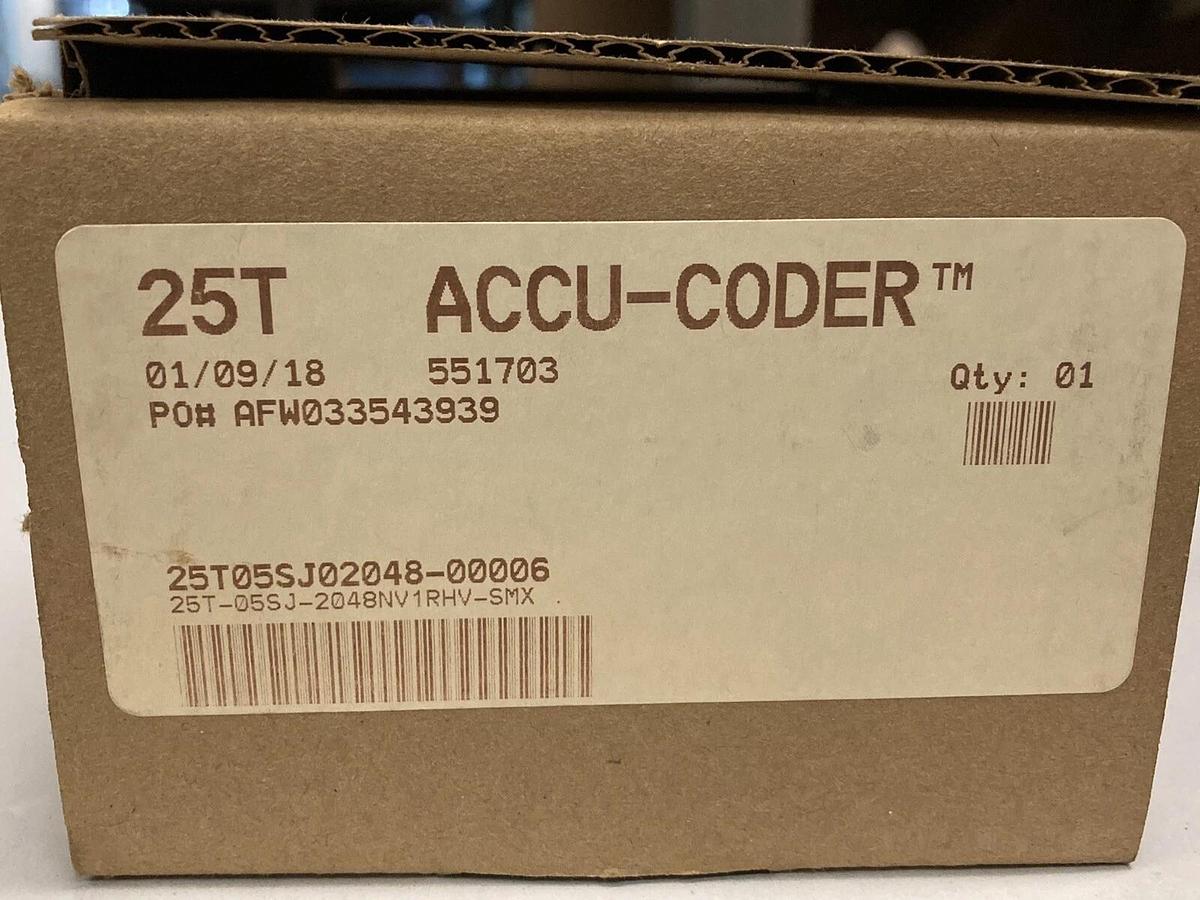 25T ACCU-CODER™
01/09/18 551703 Qty: 01
PO# AFW033543939
25T05SJ02048-00006
25T-05SJ-2048NV1RHV-SMX